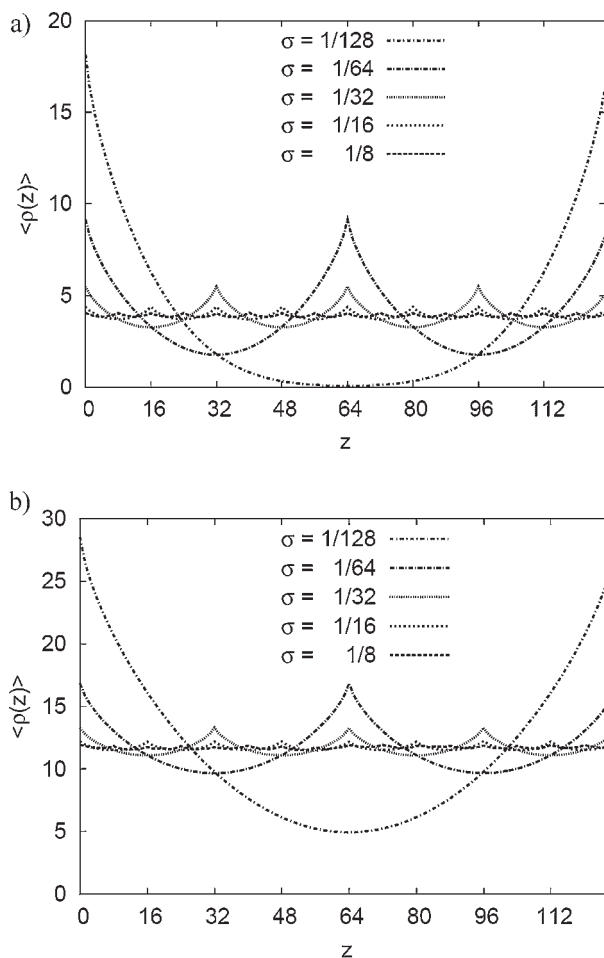 a)
20
15
10
5
0
<ρ(z)>
σ = 1/128
σ = 1/64
σ = 1/32
σ = 1/16
σ = 1/8
0 16 32 48 64 80 96 112
z
b)
30
25
20
15
10
5
0
<ρ(z)>
σ = 1/128
σ = 1/64
σ = 1/32
σ = 1/16
σ = 1/8
0 16 32 48 64 80 96 112
z